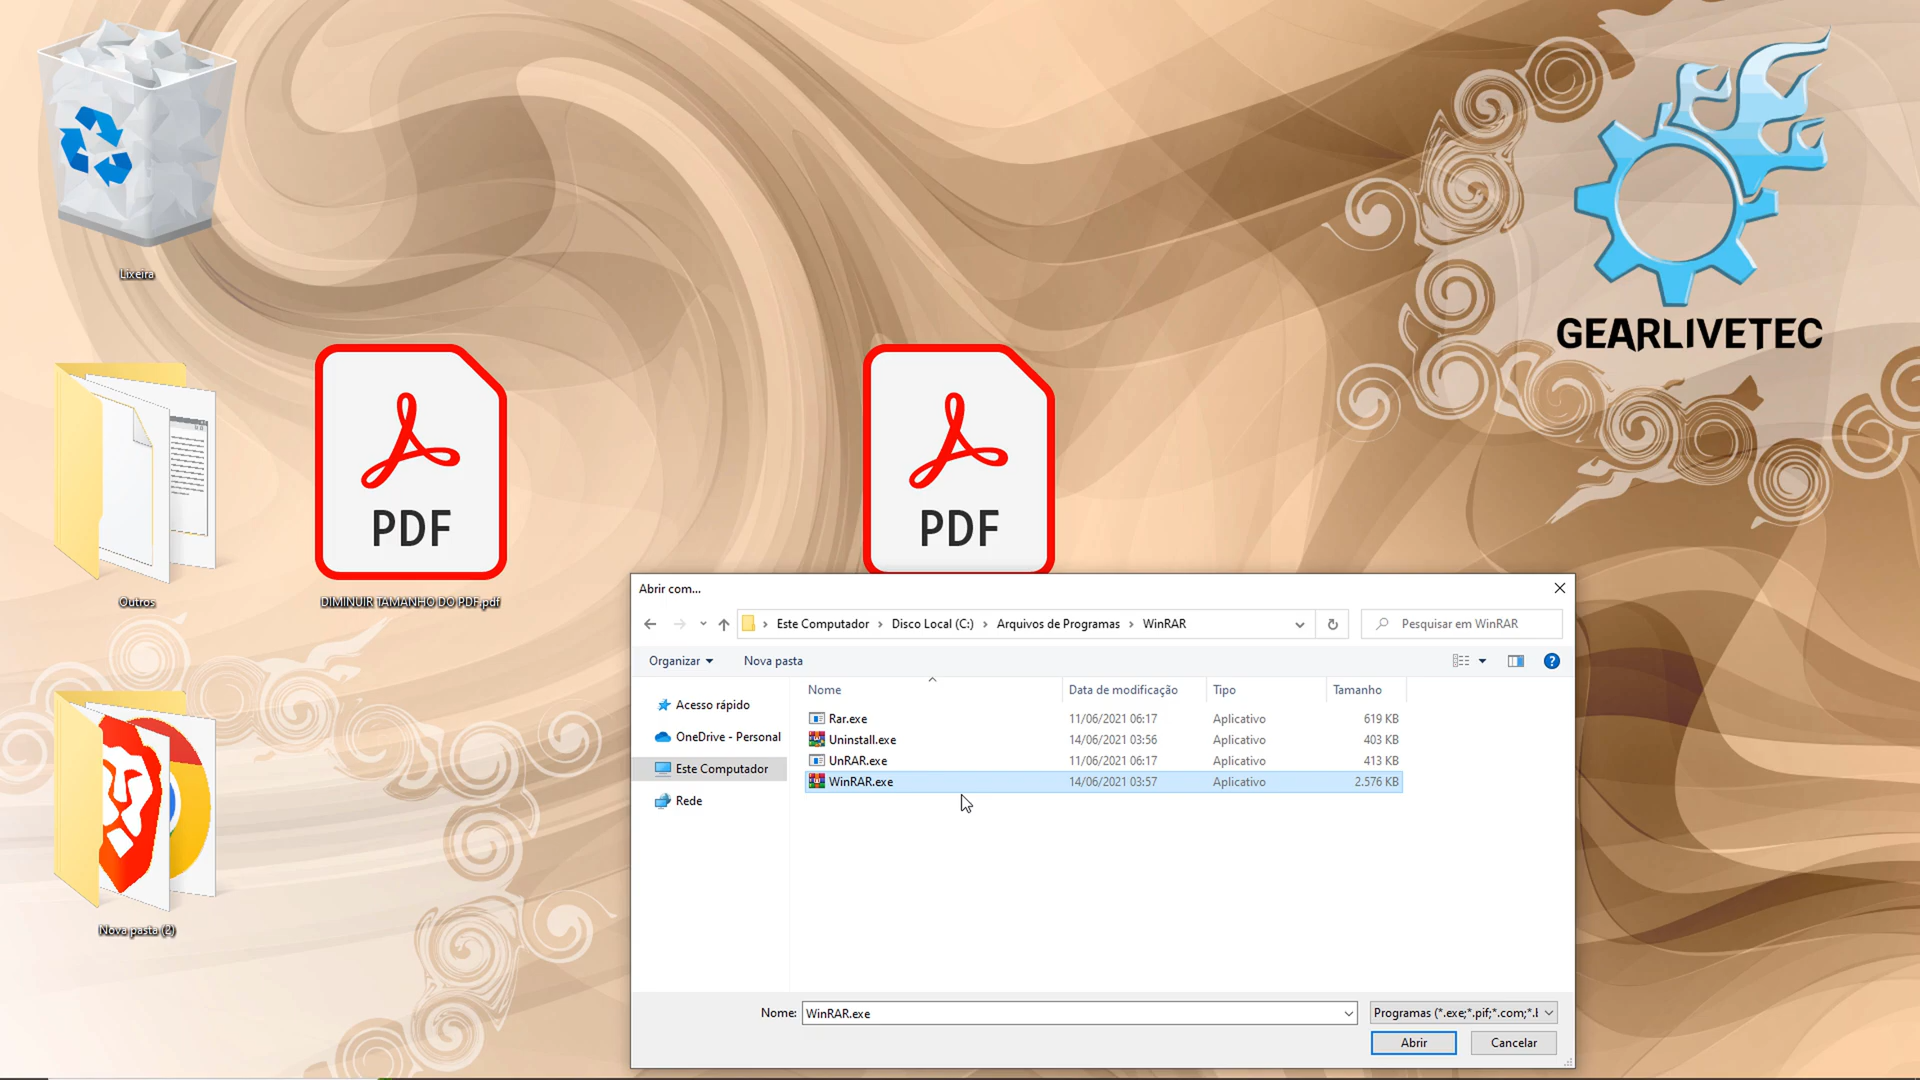 Lixeira
GEARLIVETEC
PDF
PDF
Outros
DIMINUIR TAMANHO DO PDF.pdf
Nova pasta (2)
Abrir com...
Este Computador > Disco Local (C:) > Arquivos de Programas > WinRAR
Pesquisar em WinRAR
Organizar
Nova pasta
?
Nome Data de modificação Tipo Tamanho
Acesso rápido
OneDrive - Personal
Este Computador
Rede
Rar.exe 11/06/2021 06:17 Aplicativo 619 KB
Uninstall.exe 14/06/2021 03:56 Aplicativo 403 KB
UnRAR.exe 11/06/2021 06:17 Aplicativo 413 KB
WinRAR.exe 14/06/2021 03:57 Aplicativo 2.576 KB
Nome: WinRAR.exe
Programas (*.exe;*.pif;*.com;*.l
Abrir
Cancelar